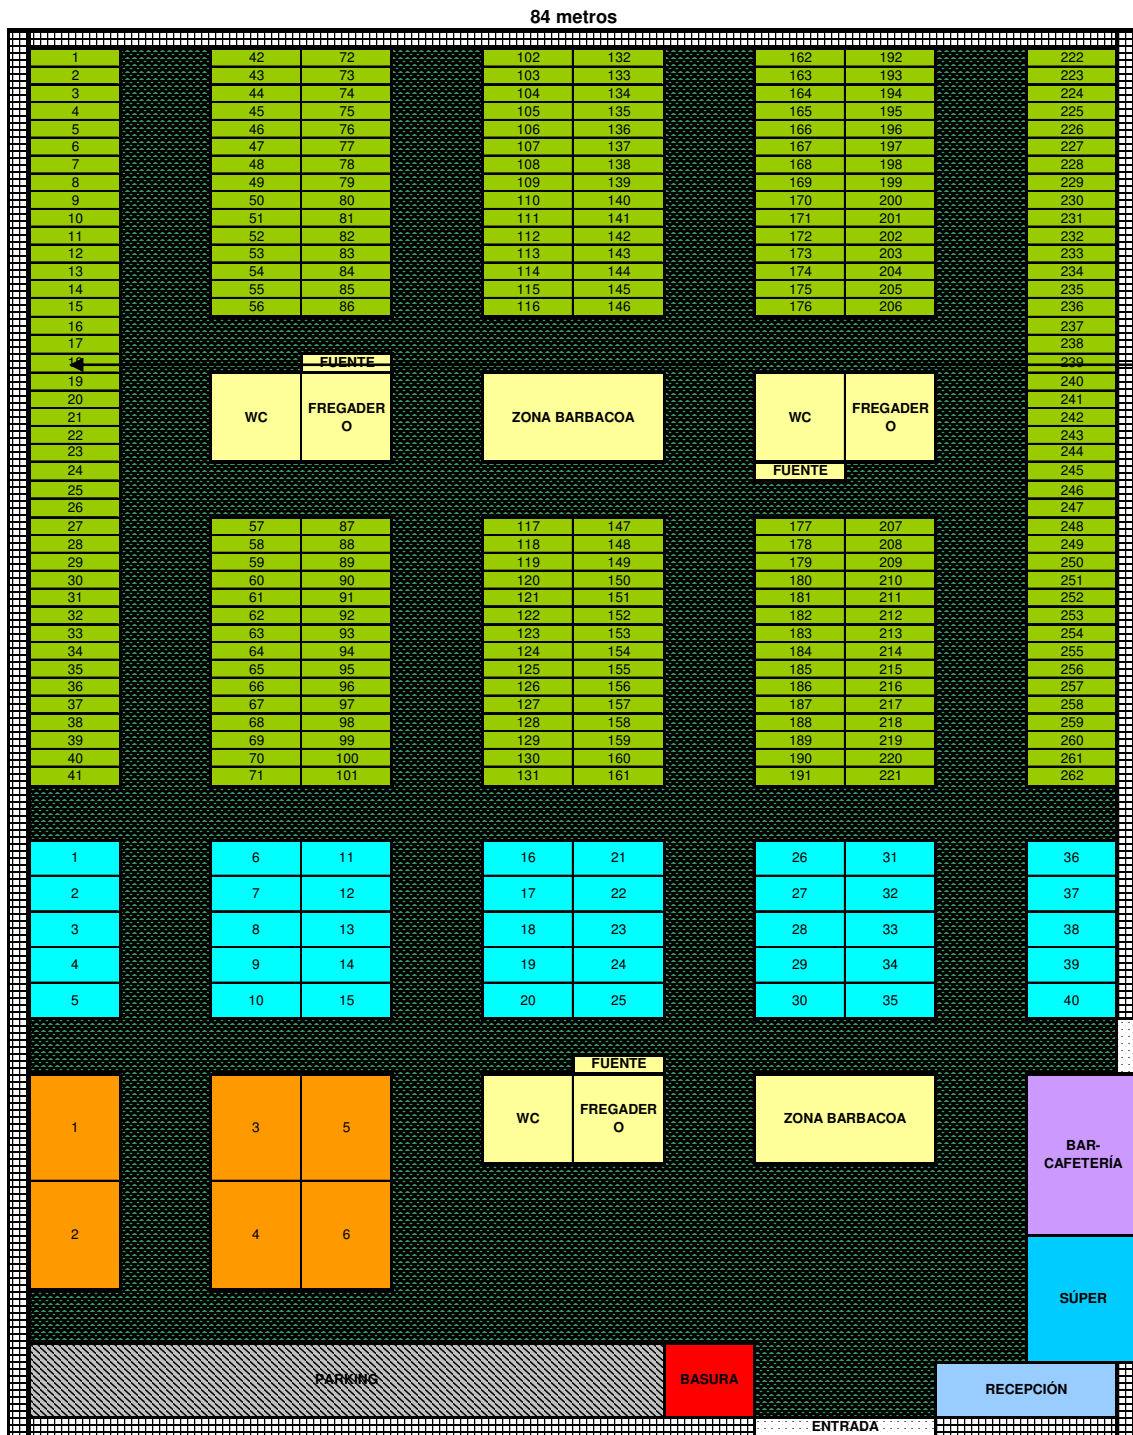 84 metros
1 42 72 102 132 162 192 222
2 43 73 103 133 163 193 223
3 44 74 104 134 164 194 224
4 45 75 105 135 165 195 225
5 46 76 106 136 166 196 226
6 47 77 107 137 167 197 227
7 48 78 108 138 168 198 228
8 49 79 109 139 169 199 229
9 50 80 110 140 170 200 230
10 51 81 111 141 171 201 231
11 52 82 112 142 172 202 232
12 53 83 113 143 173 203 233
13 54 84 114 144 174 204 234
14 55 85 115 145 175 205 235
15 56 86 116 146 176 206 236
16 237
17 238
18 FUENTE 239
19 240
20 241
21 WC FREGADER ZONA BARBACOA WC FREGADER 242
O O
22 243
23 244
24 FUENTE 245
25 246
26 247
27 57 87 117 147 177 207 248
28 58 88 118 148 178 208 249
29 59 89 119 149 179 209 250
30 60 90 120 150 180 210 251
31 61 91 121 151 181 211 252
32 62 92 122 152 182 212 253
33 63 93 123 153 183 213 254
34 64 94 124 154 184 214 255
35 65 95 125 155 185 215 256
36 66 96 126 156 186 216 257
37 67 97 127 157 187 217 258
38 68 98 128 158 188 218 259
39 69 99 129 159 189 219 260
40 70 100 130 160 190 220 261
41 71 101 131 161 191 221 262
1 6 11 16 21 26 31 36
2 7 12 17 22 27 32 37
3 8 13 18 23 28 33 38
4 9 14 19 24 29 34 39
5 10 15 20 25 30 35 40
FUENTE
1 3 5 WC FREGADER ZONA BARBACOA
O
BAR-
CAFETERÍA
2 4 6
SÚPER
PARKING BASURA RECEPCIÓN
ENTRADA